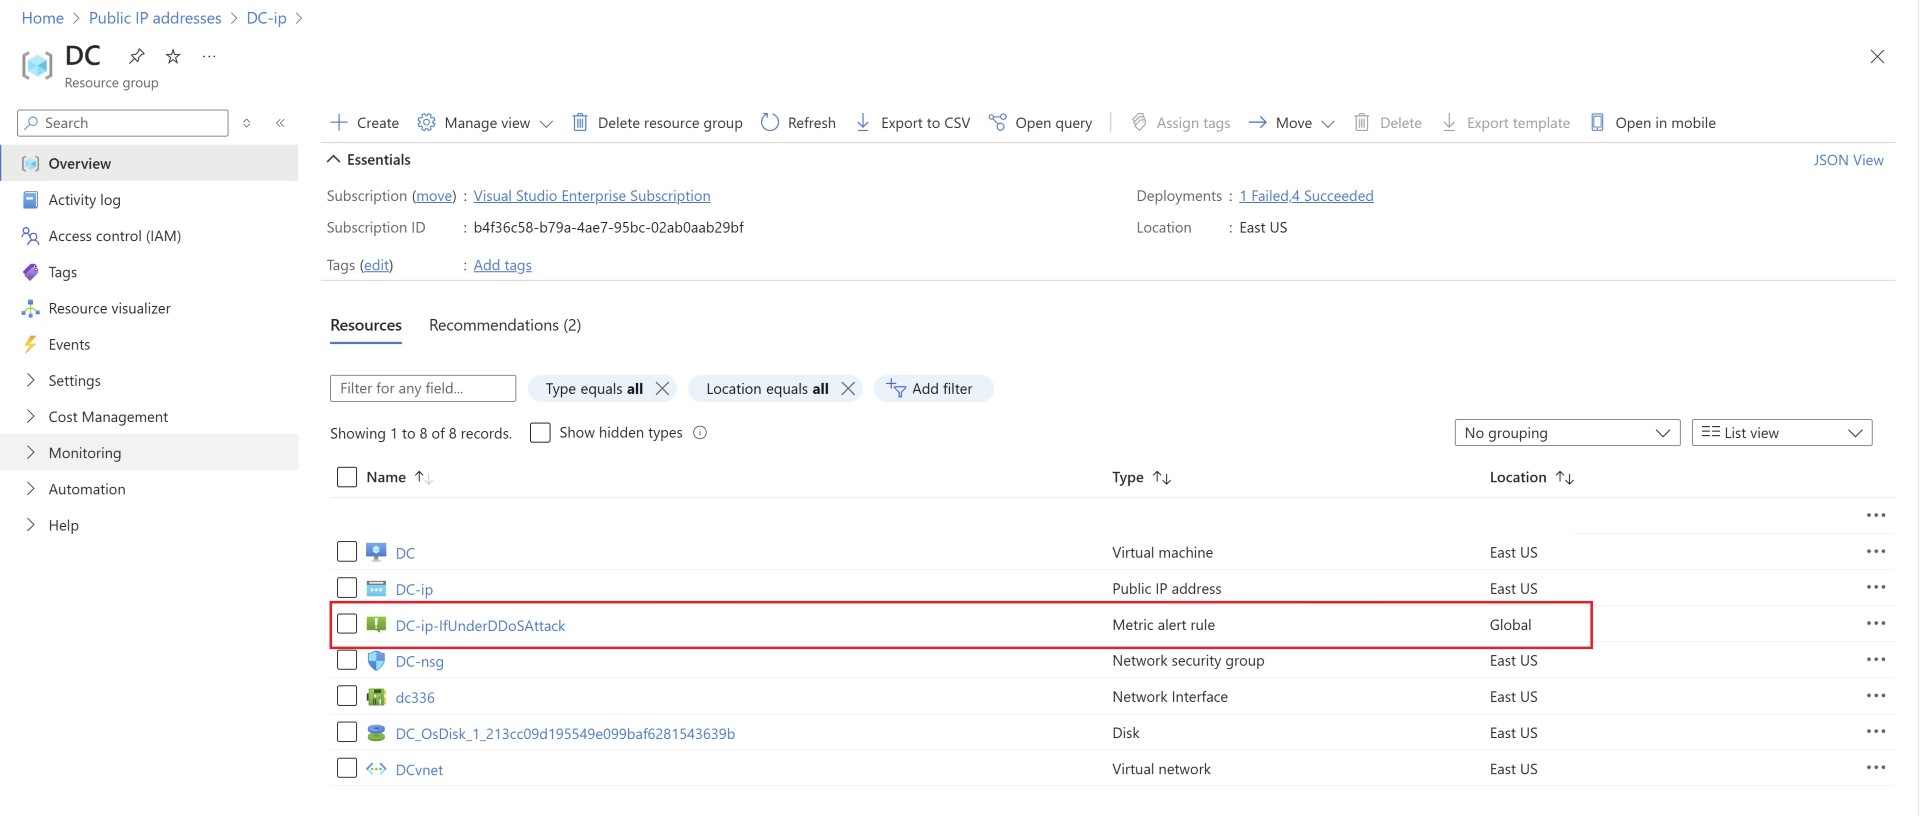 Home > Public IP addresses > DC-ip >
DC
Resource group
Search
Overview
Activity log
Access control (IAM)
Tags
Resource visualizer
Events
Settings
Cost Management
Monitoring
Automation
Help
Create Manage view Delete resource group Refresh Export to CSV Open query Assign tags Move Delete Export template Open in mobile
Essentials JSON View
Subscription (move) : Visual Studio Enterprise Subscription Deployments : 1 Failed,4 Succeeded
Subscription ID : b4f36c58-b79a-4ae7-95bc-02ab0aab29bf Location : East US
Tags (edit) : Add tags
Resources Recommendations (2)
Filter for any field... Type equals all Location equals all Add filter
Showing 1 to 8 of 8 records. Show hidden types No grouping List view
Name Type Location
DC Virtual machine East US
DC-ip Public IP address East US
DC-ip-IfUnderDDoSAttack Metric alert rule Global
DC-nsg Network security group East US
dc336 Network Interface East US
DC_OsDisk_1_213cc09d195549e099baf6281543639b Disk East US
DCvnet Virtual network East US